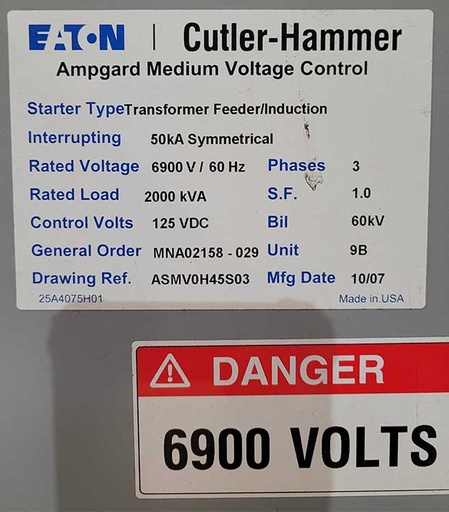 EATON | Cutler-Hammer
Ampgard Medium Voltage Control
Starter Type Transformer Feeder/Induction
Interrupting 50kA Symmetrical
Rated Voltage 6900 V / 60 Hz Phases 3
Rated Load 2000 kVA S.F. 1.0
Control Volts 125 VDC Bil 60kV
General Order MNA02158 - 029 Unit 9B
Drawing Ref. ASMV0H45S03 Mfg Date 10/07
25A4075H01 Made in USA
DANGER
6900 VOLTS